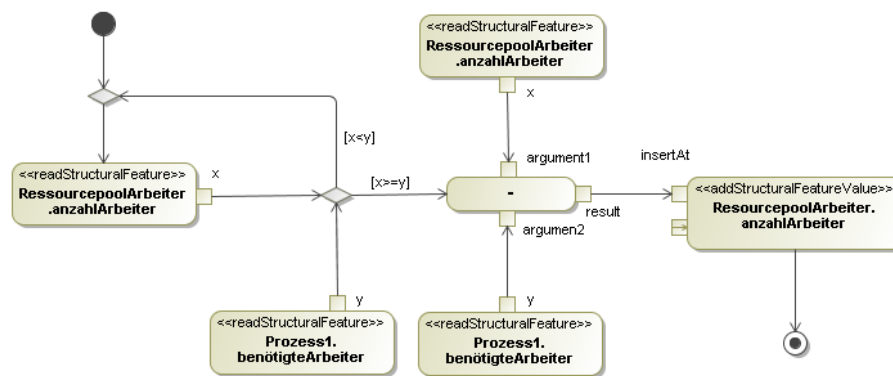 <<readStructuralFeature>>
RessourcepoolArbeiter
.anzahlArbeiter
x
[x<y]
<<readStructuralFeature>>
RessourcepoolArbeiter
.anzahlArbeiter
x
[x>=y]
argument1
-
result
argumen2
insertAt
<<addStructuralFeatureValue>>
ResourcepoolArbeiter.
anzahlArbeiter
y
<<readStructuralFeature>>
Prozess1.
benötigteArbeiter
y
<<readStructuralFeature>>
Prozess1.
benötigteArbeiter